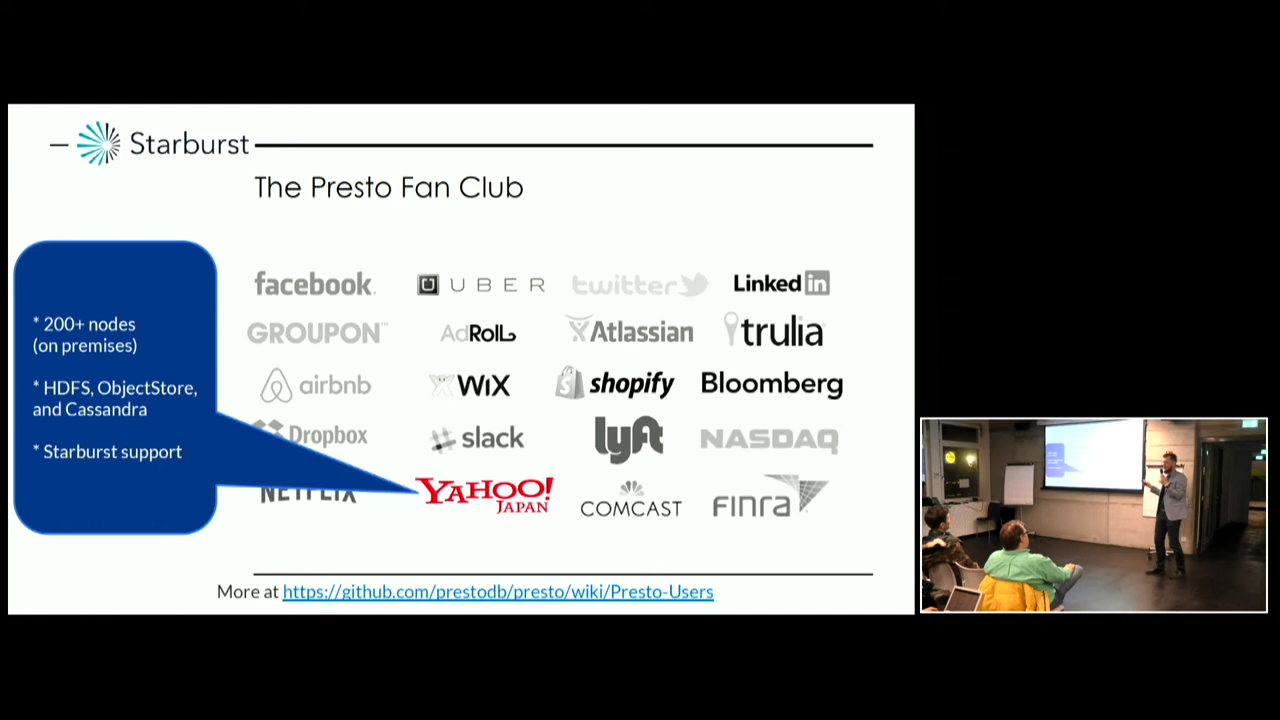 Starburst
The Presto Fan Club
* 200+ nodes
(on premises)
* HDFS, ObjectStore,
and Cassandra
* Starburst support
facebook
UBER
twitter
Linked in
GROUPON™
AdRoll
Atlassian
trulia
airbnb
WiX
shopify
Bloomberg
Dropbox
slack
lyft
NASDAQ
NETFLIX
YAHOO!
JAPAN
COMCAST
FINRA
More at https://github.com/prestodb/presto/wiki/Presto-Users